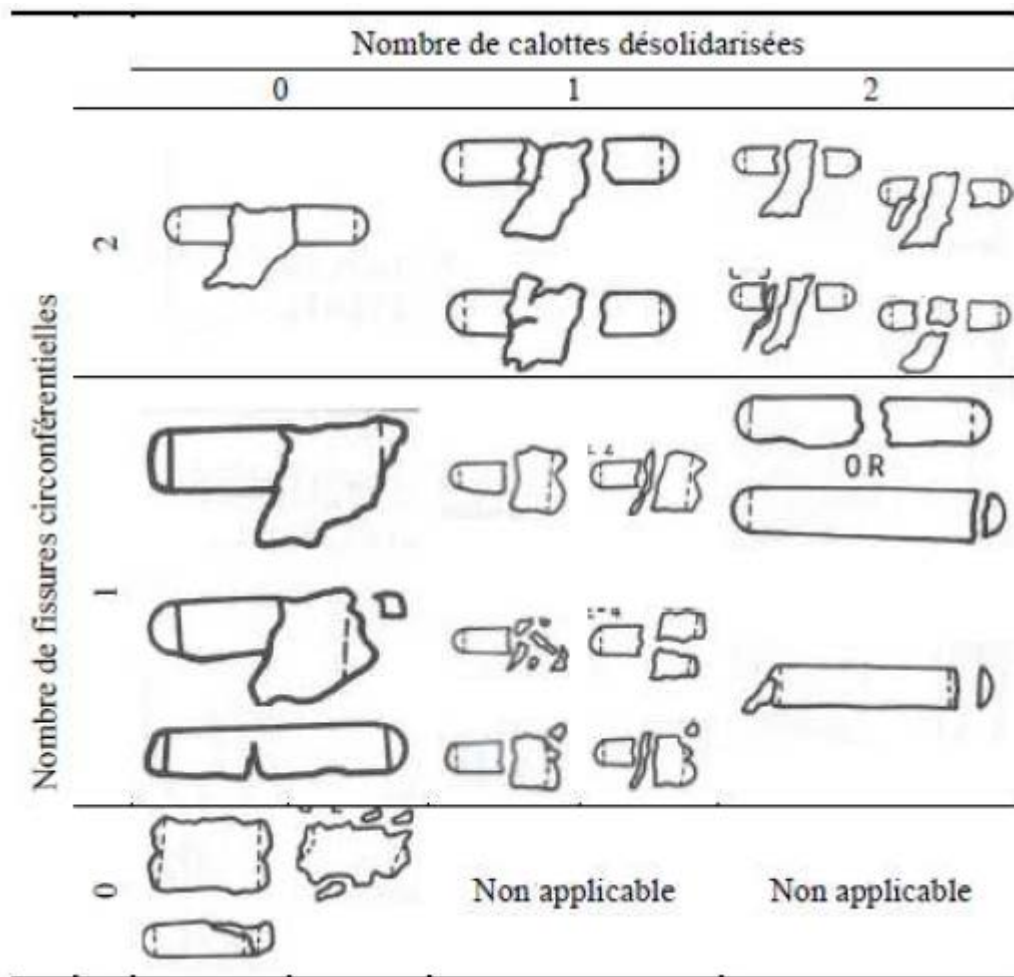 Nombre de calottes désolidarisées
0 1 2
Nombre de fissures circonférentielles
2
1
OR
0
Non applicable Non applicable